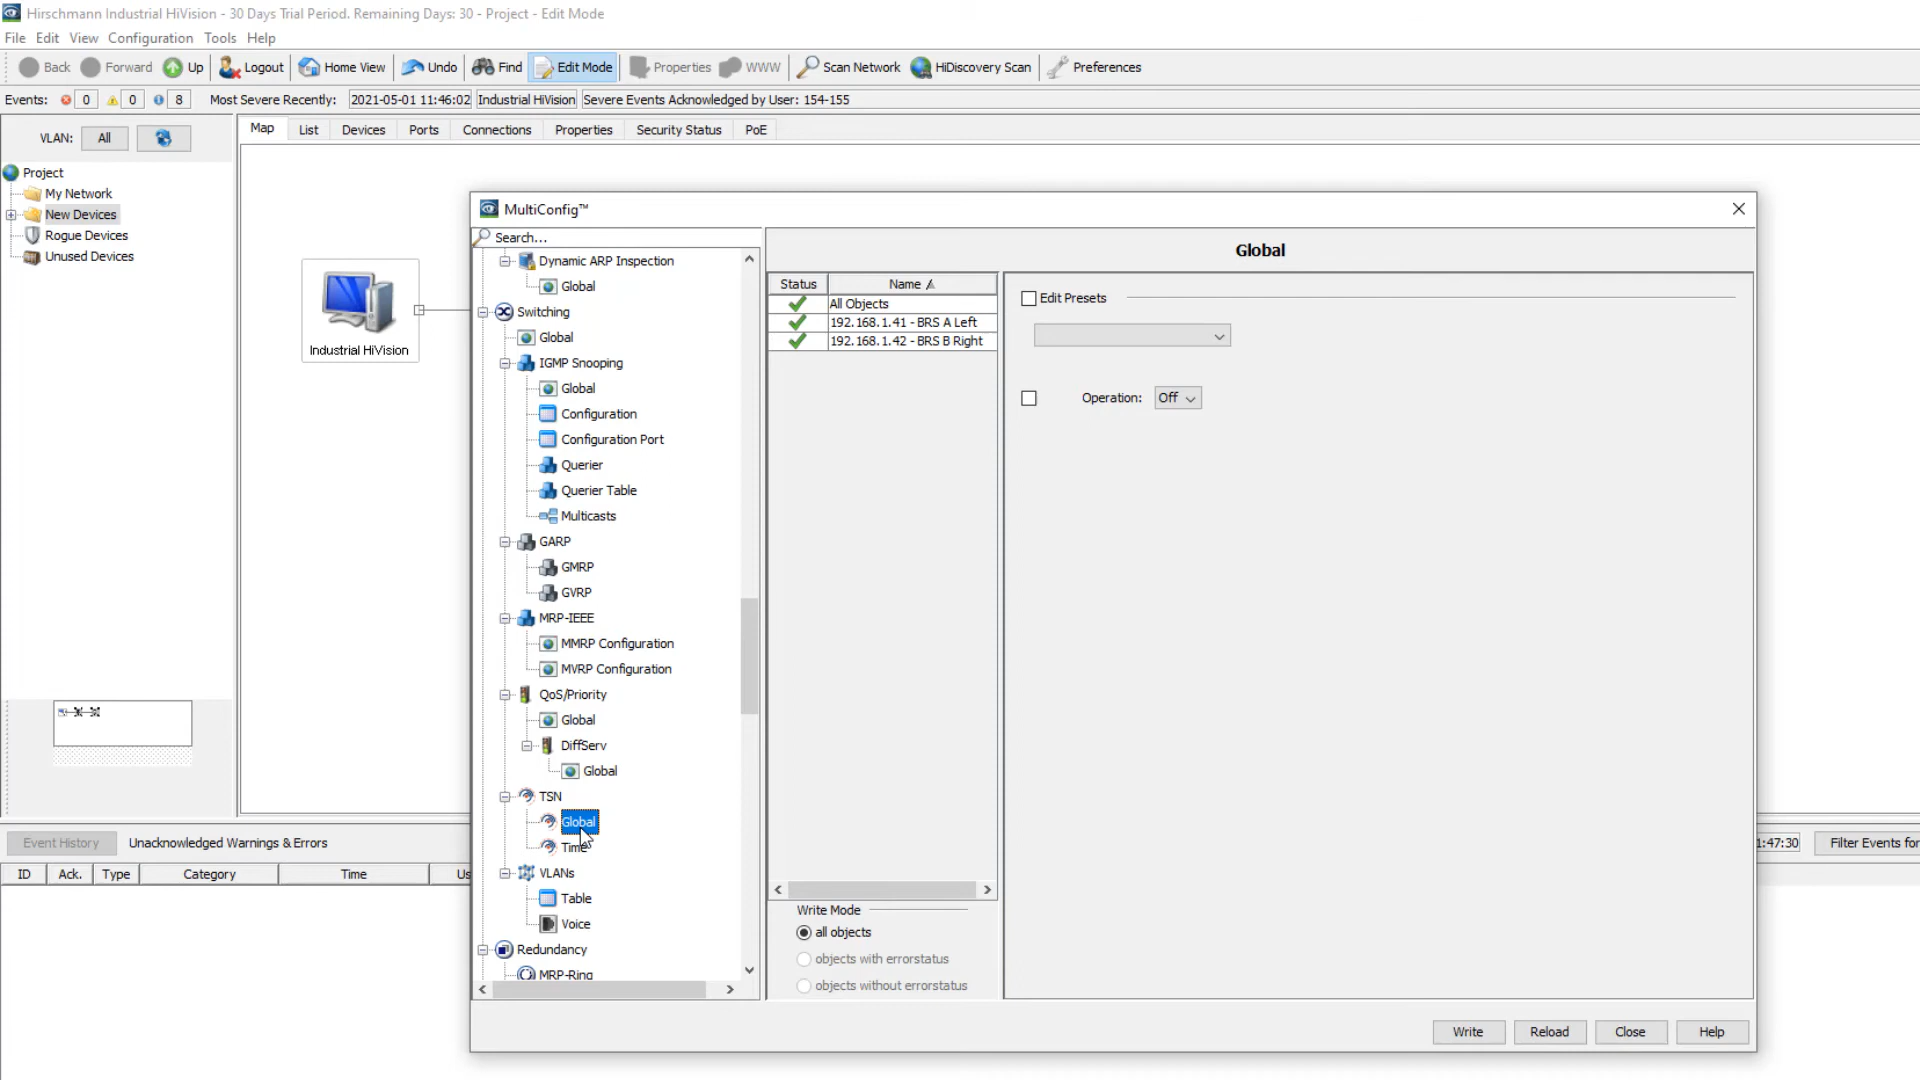 Hirschmann Industrial HiVision - 30 Days Trial Period. Remaining Days: 30 - Project - Edit Mode
File Edit View Configuration Tools Help
Back Forward Up Logout Home View Undo Find Edit Mode Properties WWW Scan Network HiDiscovery Scan Preferences
Events: 0 0 8 Most Severe Recently: 2021-05-01 11:46:02 Industrial HiVision Severe Events Acknowledged by User: 154-155
VLAN: All
Map List Devices Ports Connections Properties Security Status PoE
Project
My Network
New Devices
Rogue Devices
Unused Devices
Industrial HiVision
MultiConfig™
Search...
Dynamic ARP Inspection
Global
Switching
Global
IGMP Snooping
Global
Configuration
Configuration Port
Querier
Querier Table
Multicasts
GARP
GMRP
GVRP
MRP-IEEE
MMRP Configuration
MVRP Configuration
QoS/Priority
Global
DiffServ
Global
TSN
Global
Time
VLANs
Table
Voice
Redundancy
MRP-Ring
Global
Status Name
All Objects
192.168.1.41 - BRS A Left
192.168.1.42 - BRS B Right
Write Mode
all objects
objects with errorstatus
objects without errorstatus
Edit Presets
Operation: Off
Write Reload Close Help
Event History Unacknowledged Warnings & Errors
1:47:30 Filter Events for
ID Ack. Type Category Time Us